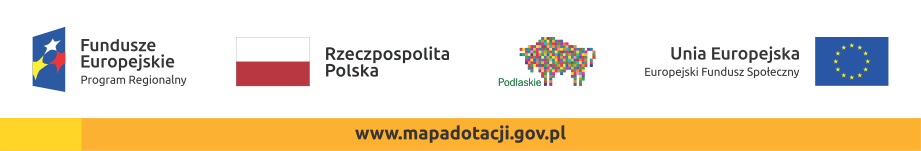 Fundusze
Europejskie
Program Regionalny
Rzeczpospolita
Polska
Podlaskie
Unia Europejska
Europejski Fundusz Społeczny
www.mapadotacji.gov.pl